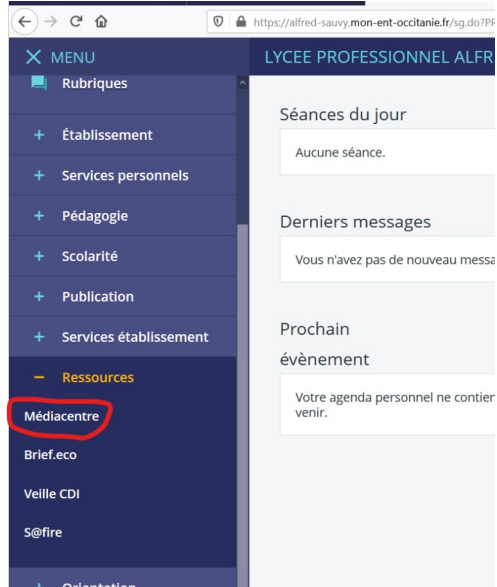 https://alfred-sauvy.mon-ent-occitanie.fr/sg.do?PR
MENU
Rubriques
Établissement
Services personnels
Pédagogie
Scolarité
Publication
Services établissement
Ressources
Médiacentre
Brief.eco
Veille CDI
S@fire
Orientation
LYCEE PROFESSIONNEL ALFR
Séances du jour
Aucune séance.
Derniers messages
Vous n'avez pas de nouveau messa
Prochain
évènement
Votre agenda personnel ne contien
venir.